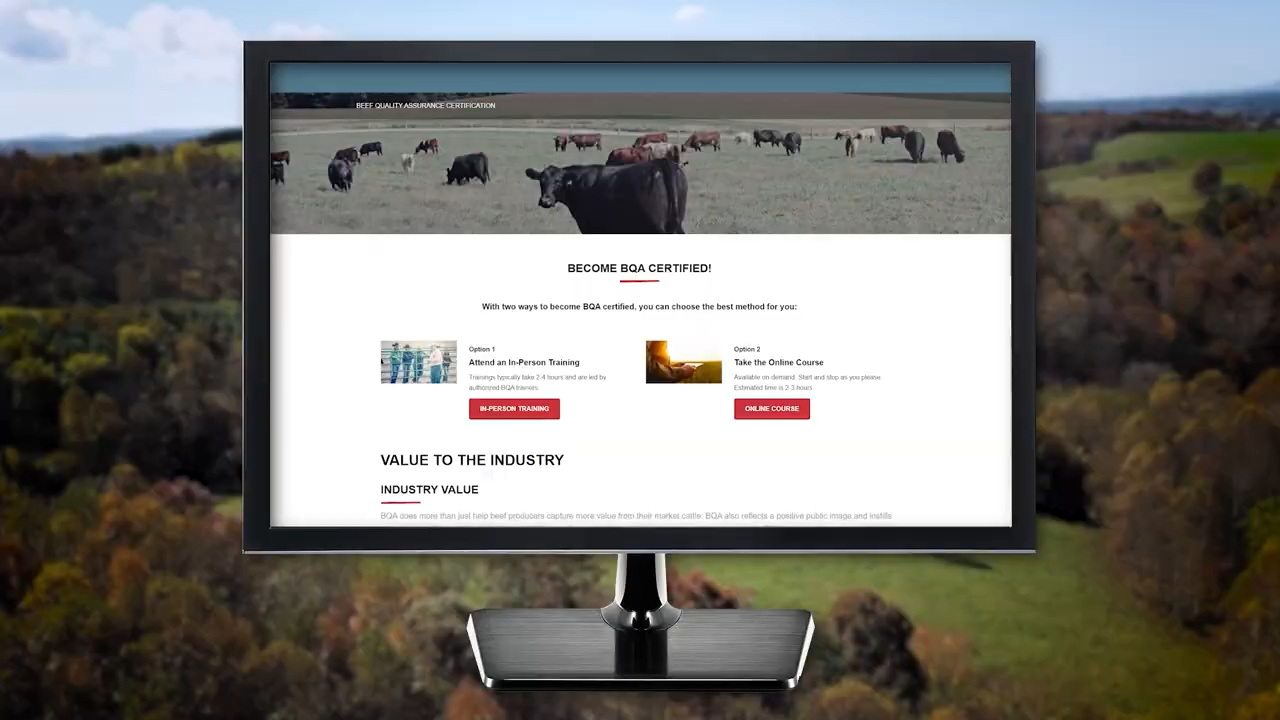 BEEF QUALITY ASSURANCE CERTIFICATION
BECOME BQA CERTIFIED!
With two ways to become BQA certified, you can choose the best method for you:
Option 1
Attend an In-Person Training
Trainings typically take 2-4 hours and are led by
authorized BQA trainers.
IN-PERSON TRAINING
Option 2
Take the Online Course
Available on demand. Start and stop as you please.
Estimated time is 2-3 hours.
ONLINE COURSE
VALUE TO THE INDUSTRY
INDUSTRY VALUE
BQA does more than just help beef producers capture more value from their market cattle: BQA also reflects a positive public image and instills